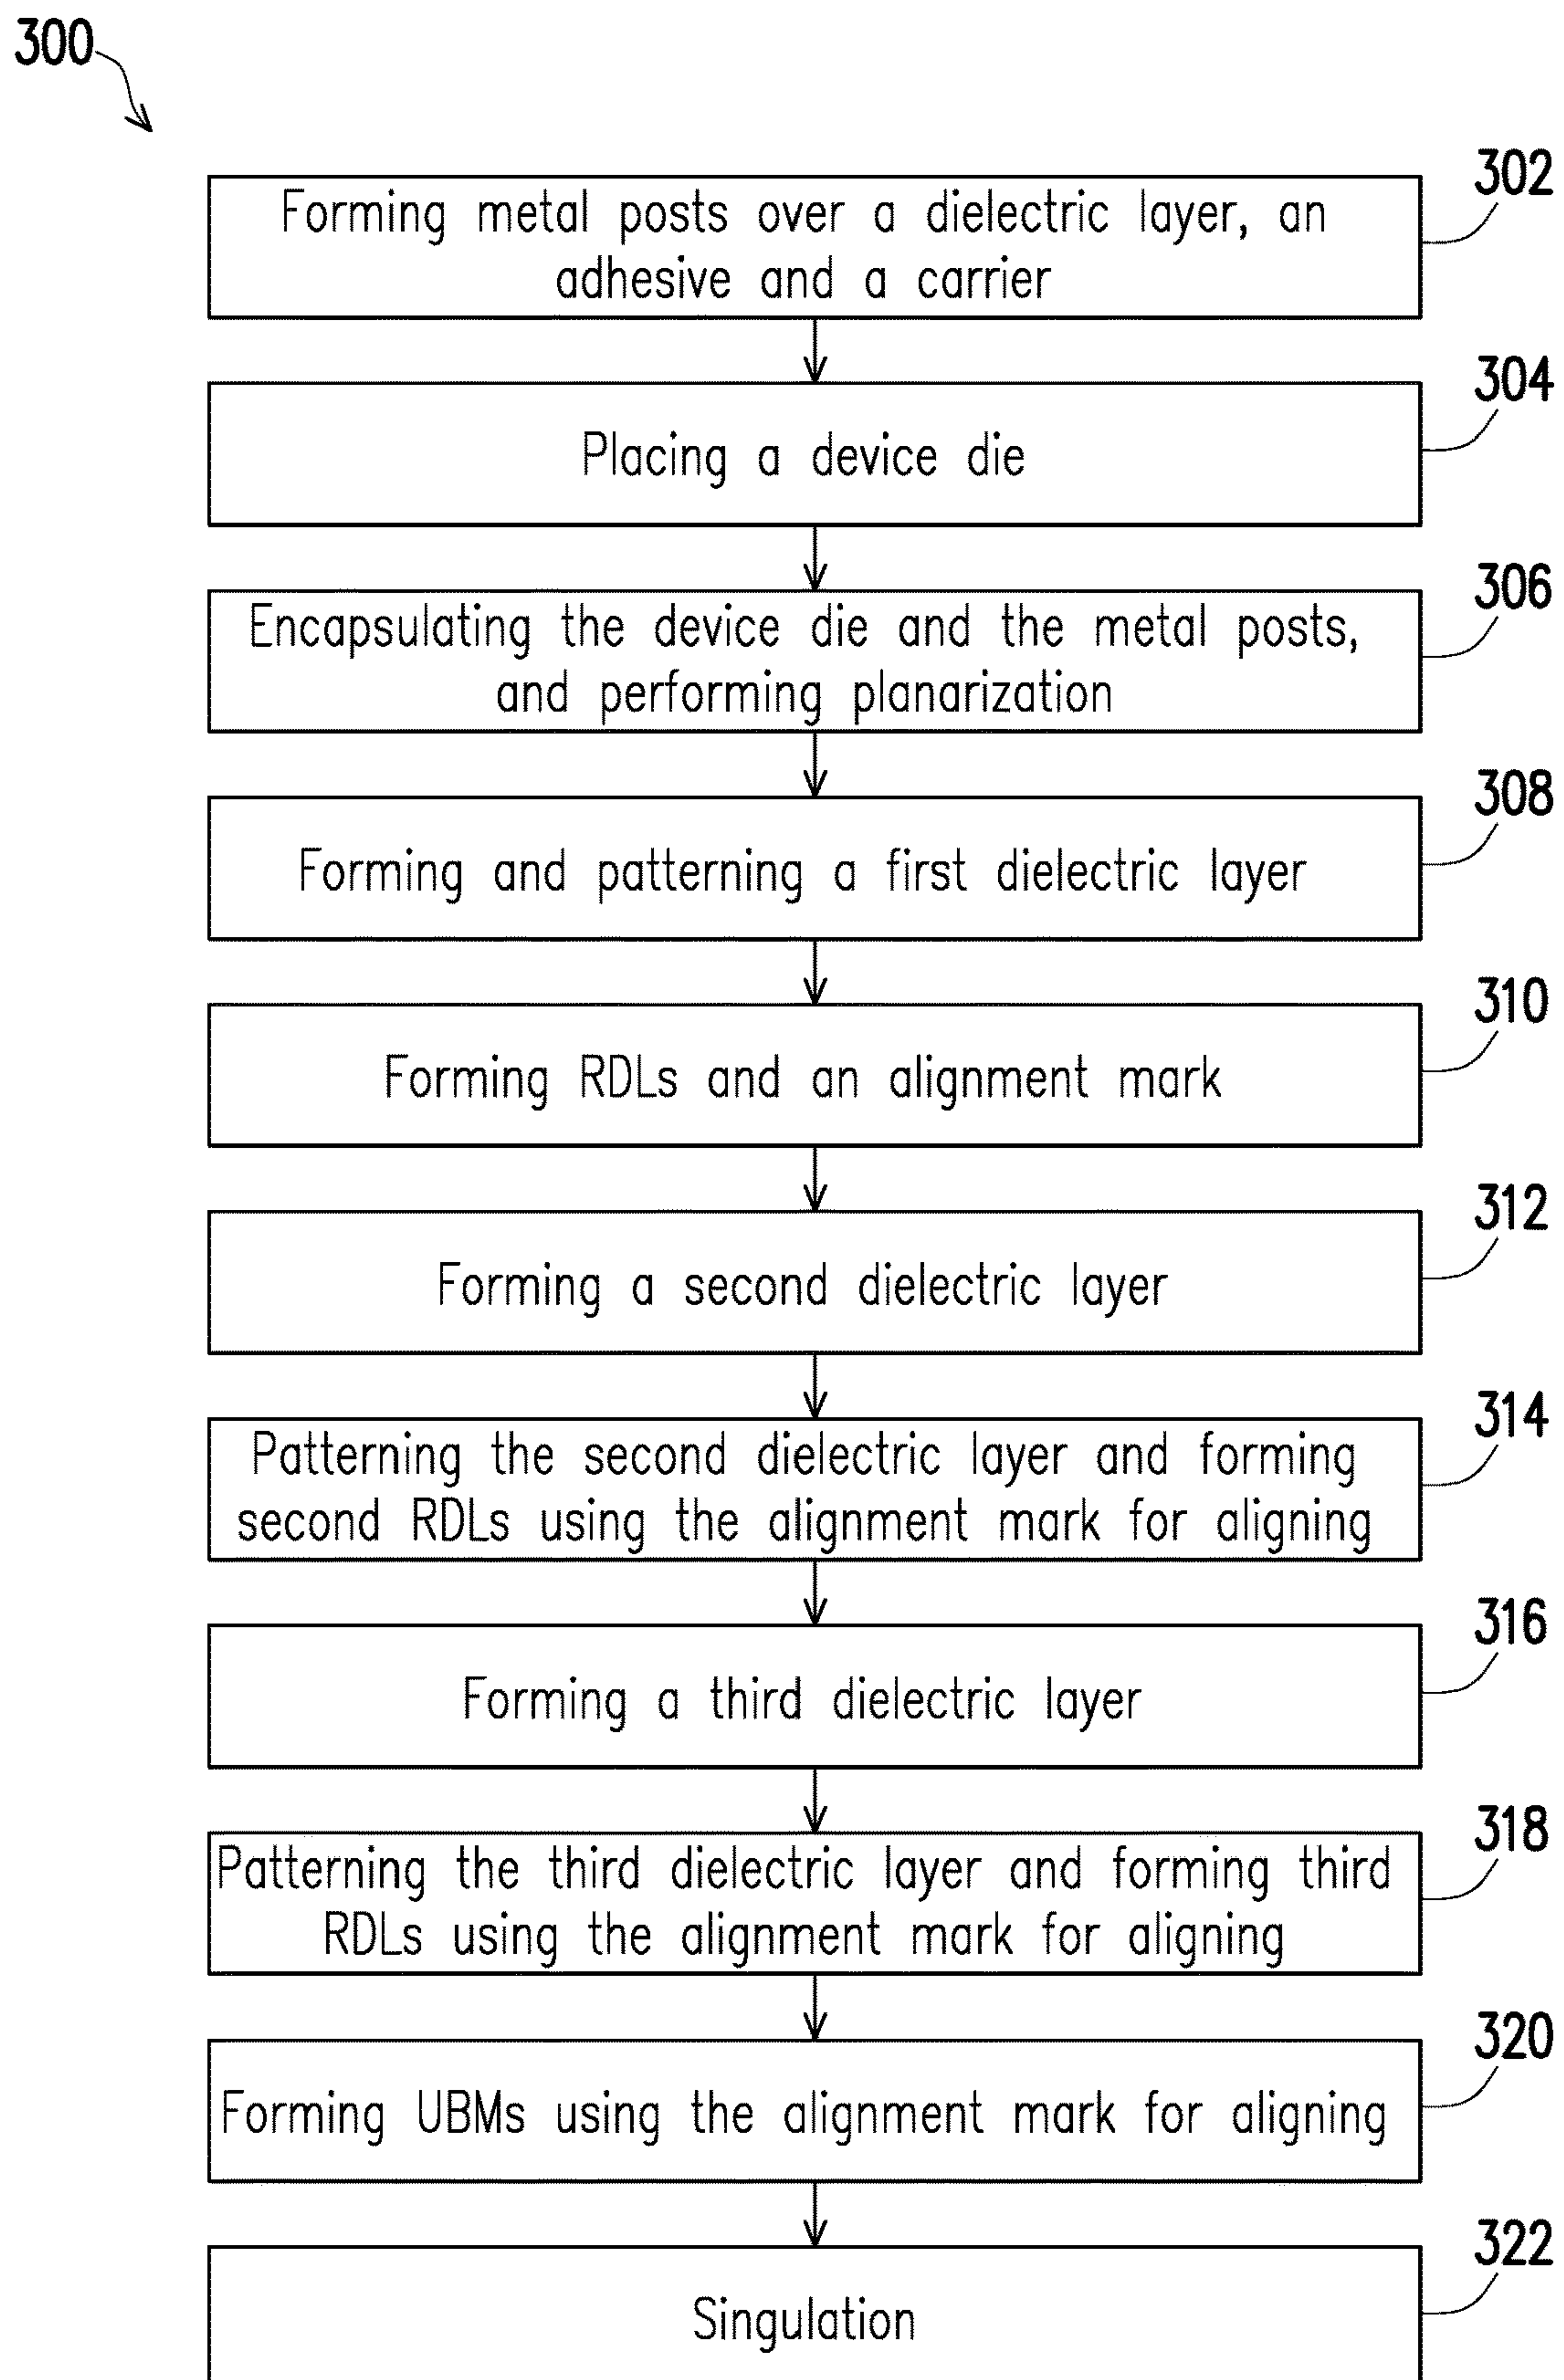 300
302
Forming metal posts over a dielectric layer, an
adhesive and a carrier
304
Placing a device die
306
Encapsulating the device die and the metal posts,
and performing planarization
308
Forming and patterning a first dielectric layer
310
Forming RDLs and an alignment mark
312
Forming a second dielectric layer
314
Patterning the second dielectric layer and forming
second RDLs using the alignment mark for aligning
316
Forming a third dielectric layer
318
Patterning the third dielectric layer and forming third
RDLs using the alignment mark for aligning
320
Forming UBMs using the alignment mark for aligning
322
Singulation